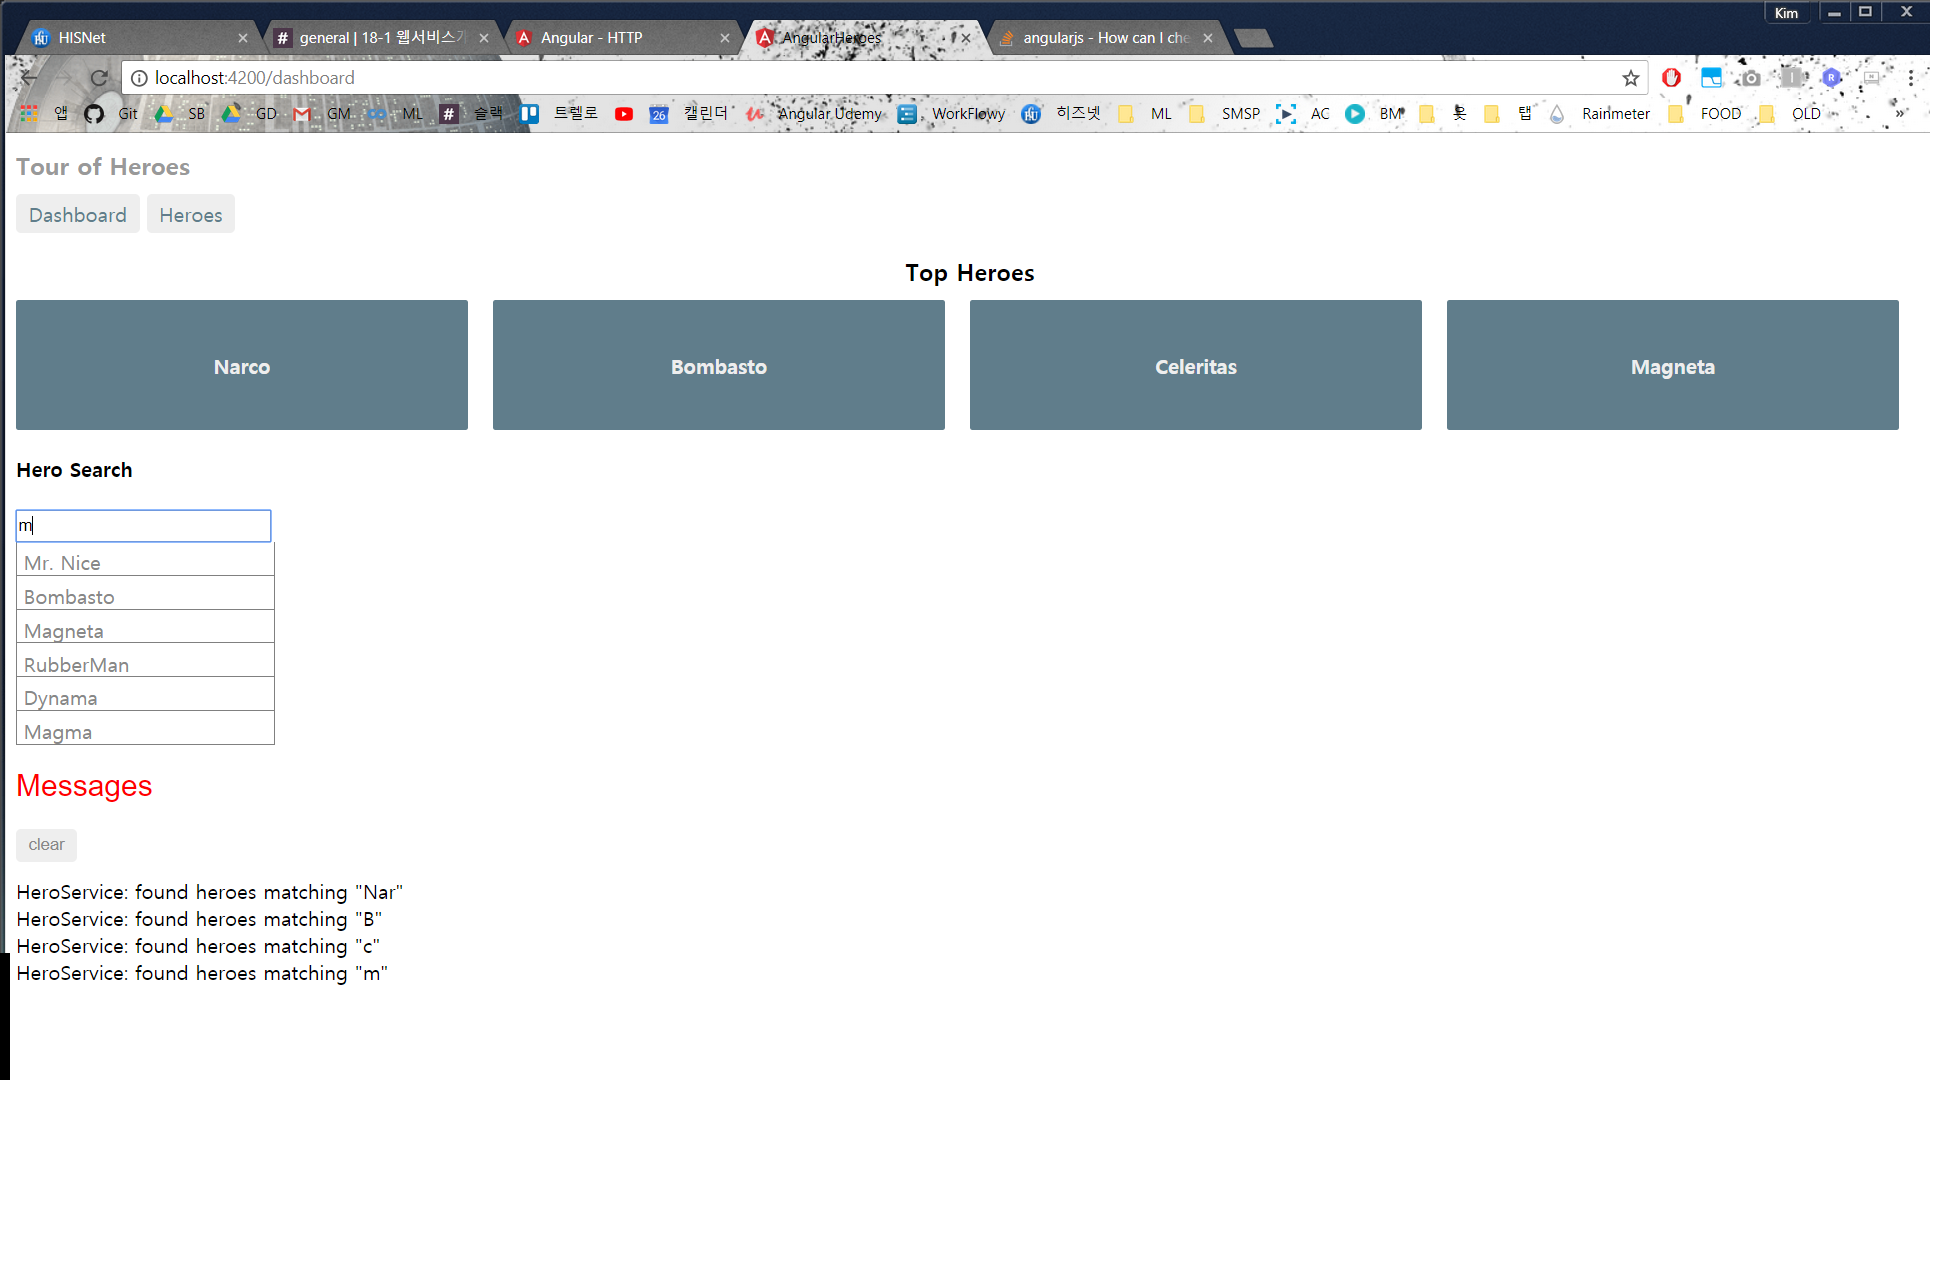 Kim
HISNet
general | 18-1 웹서비스
Angular - HTTP
AngularHeroes
angularjs - How can I che
localhost:4200/dashboard
앱 Git SB GD GM ML 슬랙 트렐로 26 캘린더 Angular Udemy WorkFlowy 히즈넷 ML SMSP AC BM 옷 탭 Rainmeter FOOD OLD »
Tour of Heroes
Dashboard Heroes
Top Heroes
Narco Bombasto Celeritas Magneta
Hero Search
m
Mr. Nice
Bombasto
Magneta
RubberMan
Dynama
Magma
Messages
clear
HeroService: found heroes matching "Nar"
HeroService: found heroes matching "B"
HeroService: found heroes matching "c"
HeroService: found heroes matching "m"